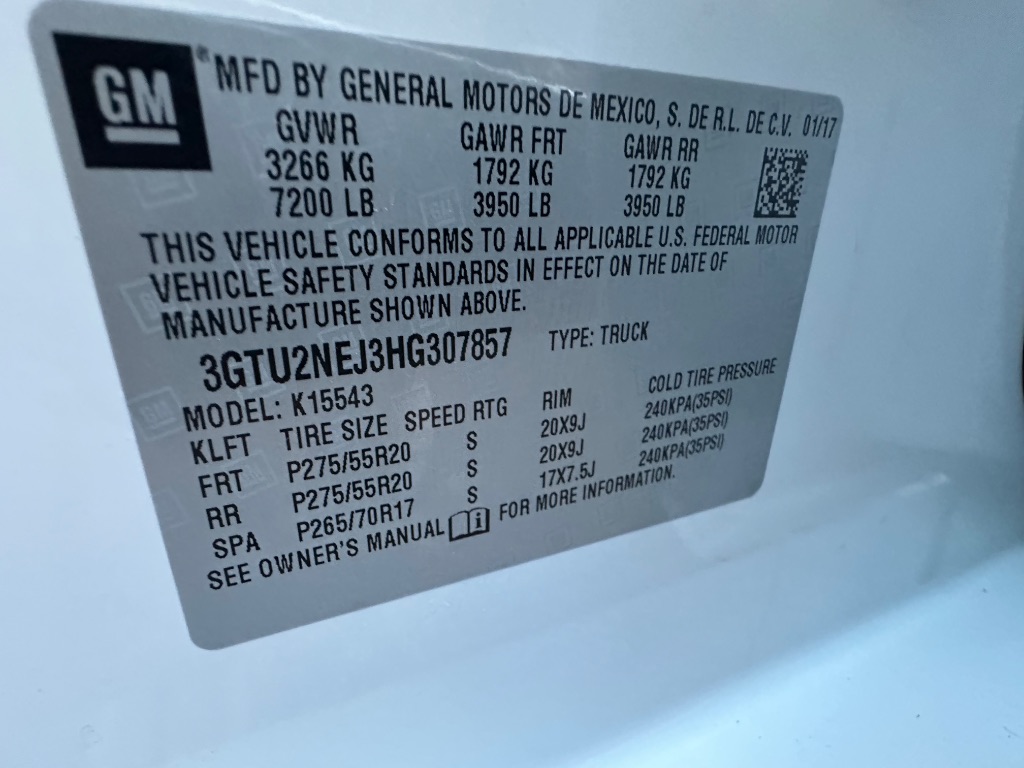 GM
® MFD BY GENERAL MOTORS DE MEXICO, S. DE R.L. DE C.V. 01/17
GVWR GAWR FRT GAWR RR
3266 KG 1792 KG 1792 KG
7200 LB 3950 LB 3950 LB
THIS VEHICLE CONFORMS TO ALL APPLICABLE U.S. FEDERAL MOTOR
VEHICLE SAFETY STANDARDS IN EFFECT ON THE DATE OF
MANUFACTURE SHOWN ABOVE.
3GTU2NEJ3HG307857 TYPE: TRUCK
MODEL: K15543
KLFT TIRE SIZE SPEED RTG RIM COLD TIRE PRESSURE
FRT P275/55R20 S 20X9J 240KPA(35PSI)
RR P275/55R20 S 20X9J 240KPA(35PSI)
SPA P265/70R17 S 17X7.5J 240KPA(35PSI)
SEE OWNER'S MANUAL FOR MORE INFORMATION.